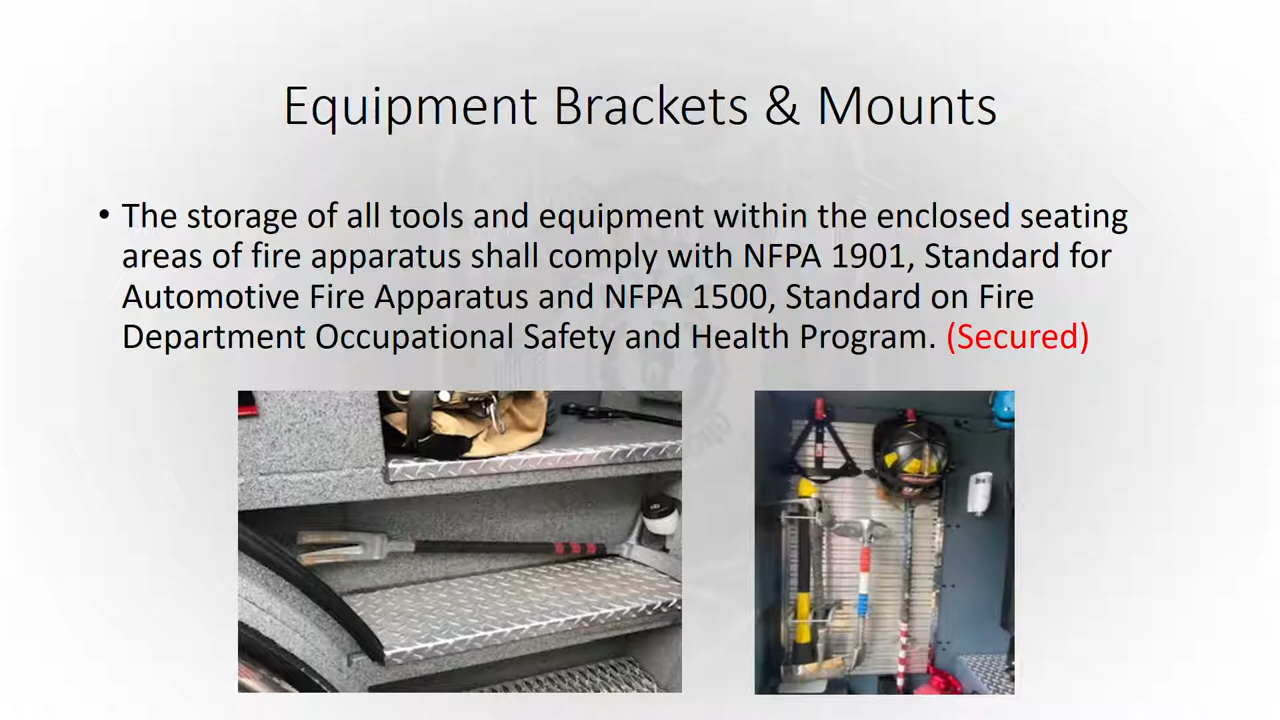 Equipment Brackets & Mounts
• The storage of all tools and equipment within the enclosed seating
areas of fire apparatus shall comply with NFPA 1901, Standard for
Automotive Fire Apparatus and NFPA 1500, Standard on Fire
Department Occupational Safety and Health Program. (Secured)